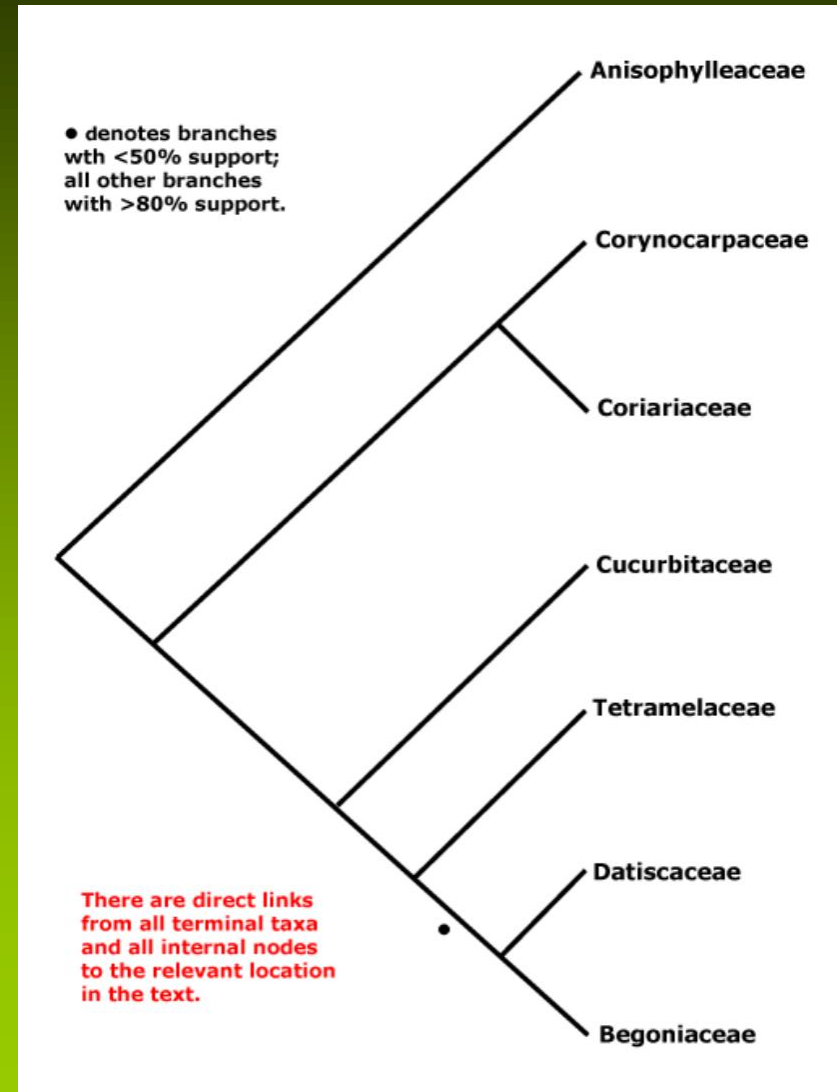 Anisophylleaceae
● denotes branches
wth <50% support;
all other branches
with >80% support.
Corynocarpaceae
Coriariaceae
Cucurbitaceae
Tetramelaceae
Datiscaceae
There are direct links
from all terminal taxa
and all internal nodes
to the relevant location
in the text.
Begoniaceae